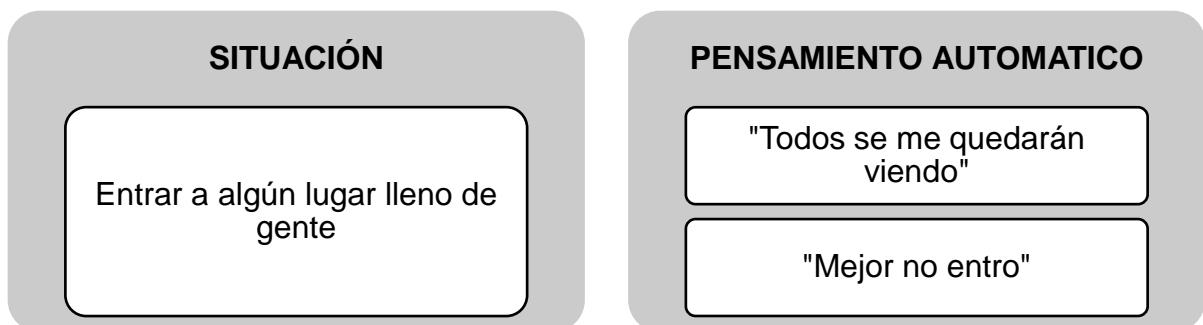 SITUACIÓN
Entrar a algún lugar lleno de
gente
PENSAMIENTO AUTOMATICO
"Todos se me quedarán
viendo"
"Mejor no entro"